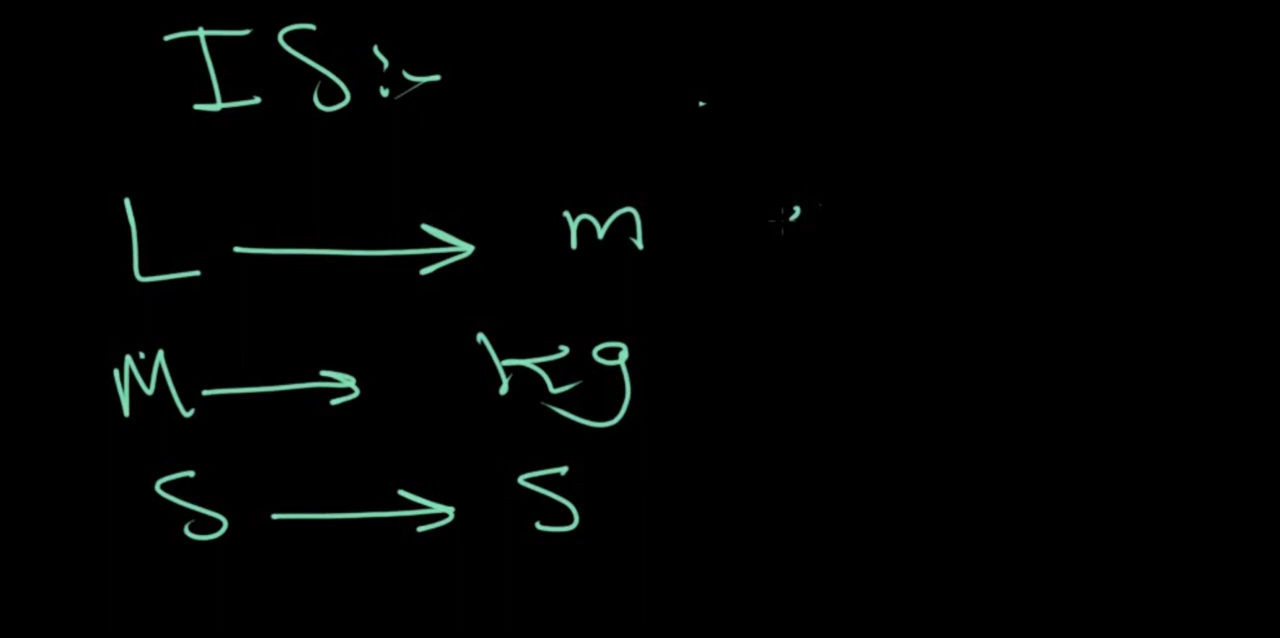 IS:-
L → m
M → kg
S → S